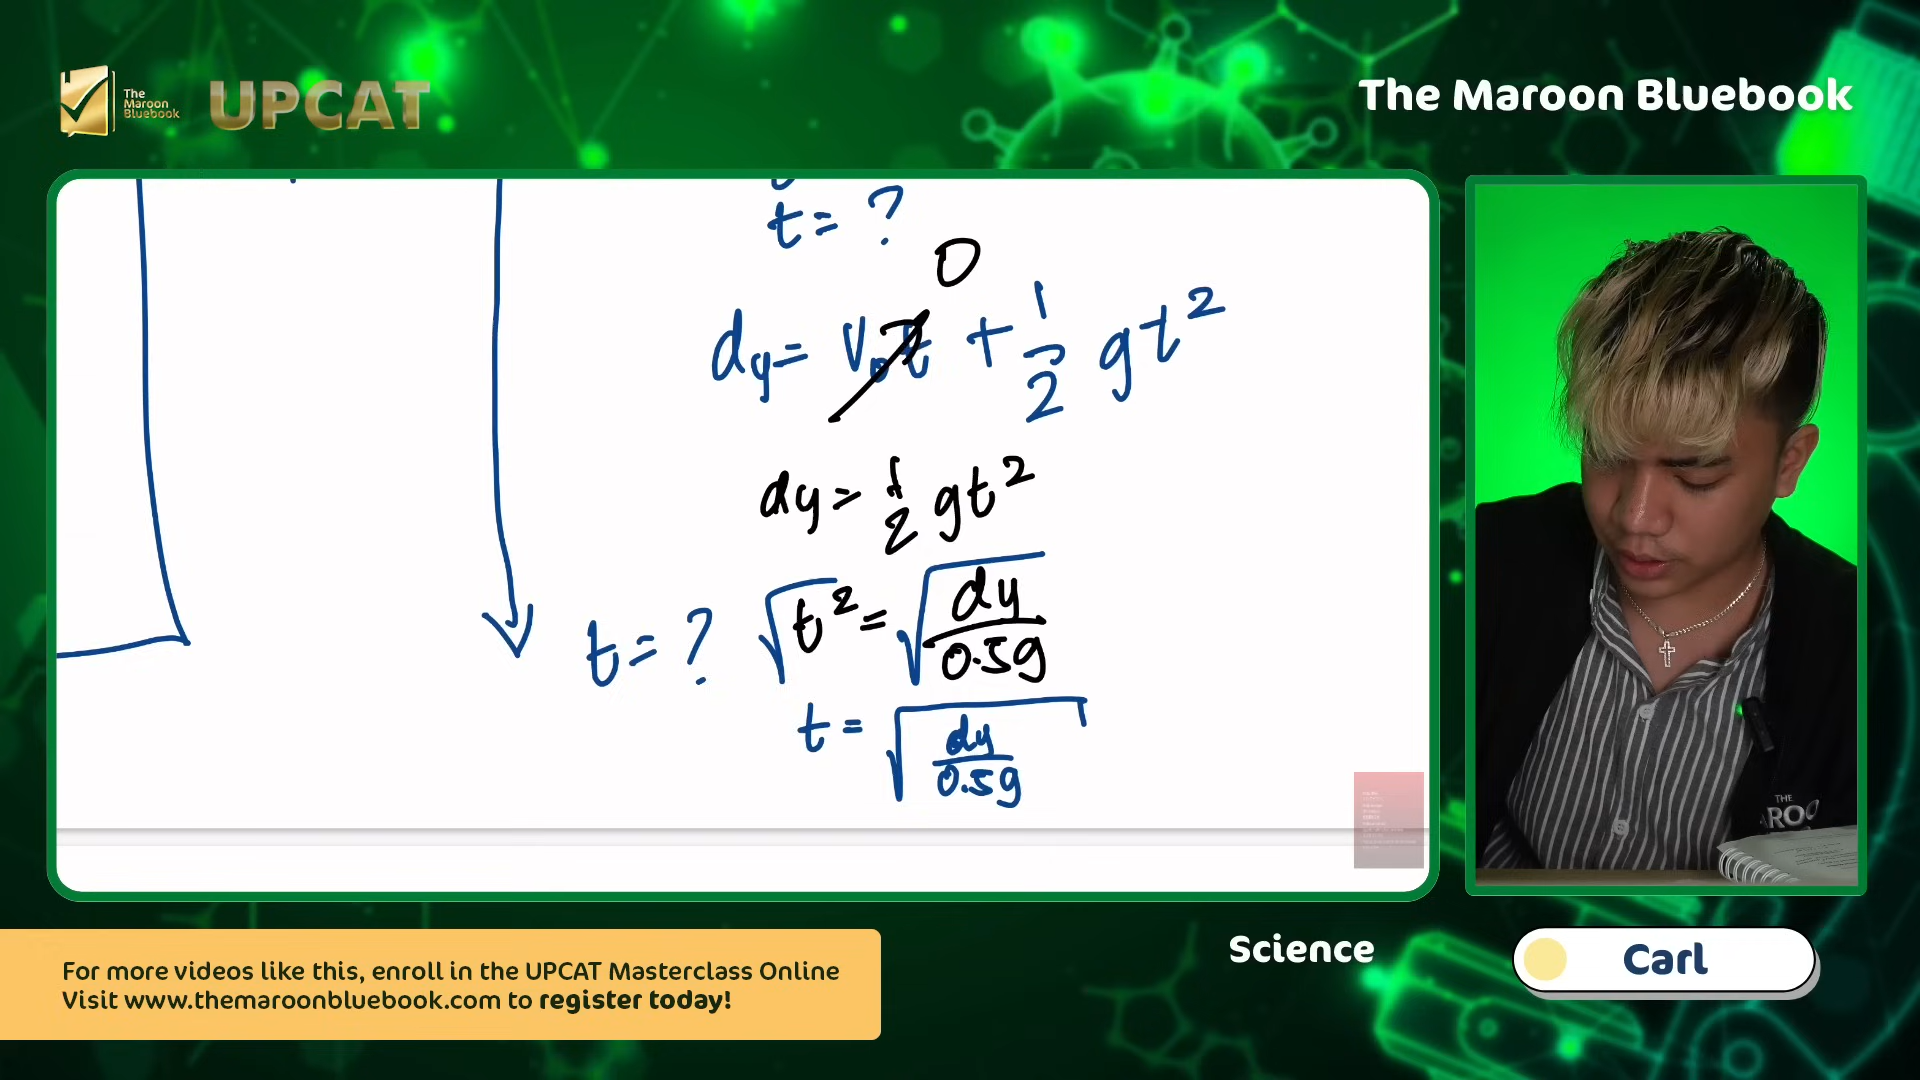 The
Maroon
Bluebook
UPCAT
The Maroon Bluebook
t = ?
0
dy = V₀t + 1/2 gt²
dy = 1/2 gt²
t = ? √t² = √dy/0.5g
t = √dy/0.5g
THE
AROO
For more videos like this, enroll in the UPCAT Masterclass Online
Visit www.themaroonbluebook.com to register today!
Science
Carl